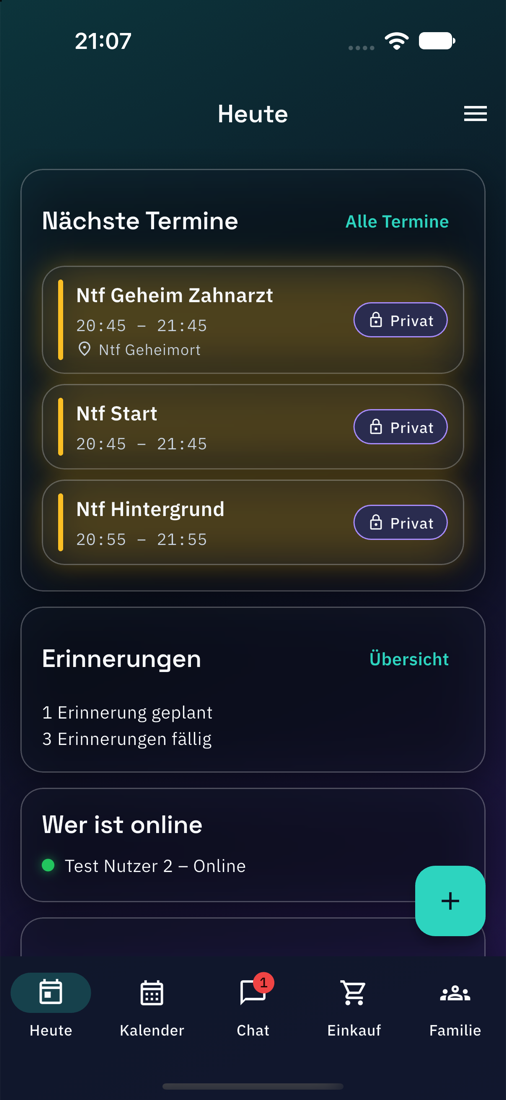 21:07
Heute
Nächste Termine
Alle Termine
Ntf Geheim Zahnarzt
20:45 – 21:45
Ntf Geheimort
Privat
Ntf Start
20:45 – 21:45
Privat
Ntf Hintergrund
20:55 – 21:55
Privat
Erinnerungen
Übersicht
1 Erinnerung geplant
3 Erinnerungen fällig
Wer ist online
Test Nutzer 2 – Online
+
1
Heute
Kalender
Chat
Einkauf
Familie